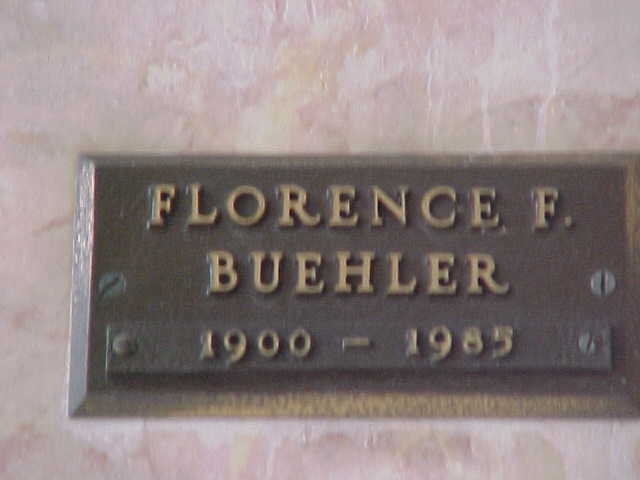 FLORENCE F.
BUEHLER
1900 – 1985